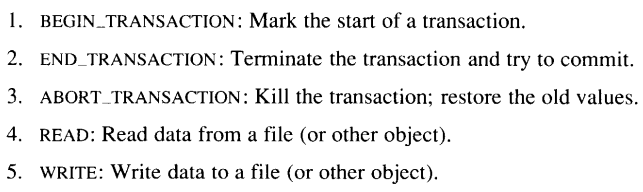 1. BEGIN_TRANSACTION: Mark the start of a transaction.
2. END_TRANSACTION: Terminate the transaction and try to commit.
3. ABORT_TRANSACTION: Kill the transaction; restore the old values.
4. READ: Read data from a file (or other object).
5. WRITE: Write data to a file (or other object).